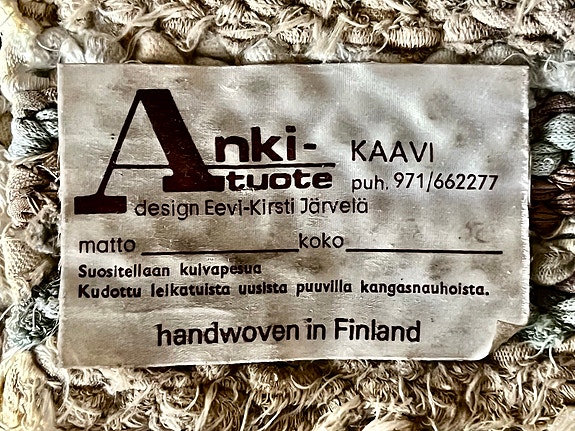 Anki-tuote KAAVI
puh. 971/662277
design Eevi-Kirsti Järvelä
matto koko
Suositellaan kuivapesua
Kudottu leikatuista uusista puuvilla kangasnauhoista.
handwoven in Finland